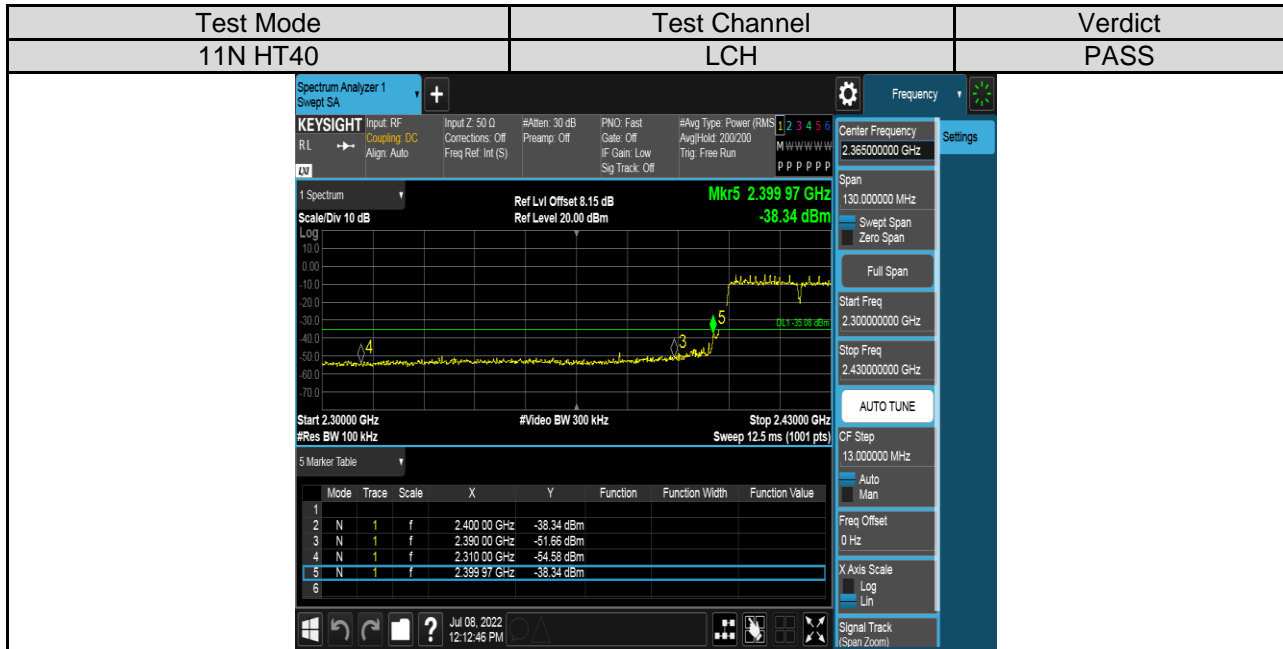 Test Mode Test Channel Verdict
11N HT40 LCH PASS
Spectrum Analyzer 1
Swept SA
+
Frequency
KEYSIGHT
RL
LXI
Input: RF
Coupling: DC
Align: Auto
Input Z: 50 Ω
Corrections: Off
Freq Ref: Int (S)
#Atten: 30 dB
Preamp: Off
PNO: Fast
Gate: Off
IF Gain: Low
Sig Track: Off
#Avg Type: Power (RMS
Avg|Hold: 200/200
Trig: Free Run
1 2 3 4 5 6
M W W W W W
P P P P P P
1 Spectrum
Scale/Div 10 dB
Ref Lvl Offset 8.15 dB
Ref Level 20.00 dBm
Mkr5 2.399 97 GHz
-38.34 dBm
Log
10.0
0.00
-10.0
-20.0
-30.0
-40.0
-50.0
-60.0
-70.0
4
3
5
DL1 -35.08 dBm
Start 2.30000 GHz #Video BW 300 kHz Stop 2.43000 GHz
#Res BW 100 kHz Sweep 12.5 ms (1001 pts)
5 Marker Table
Mode Trace Scale X Y Function Function Width Function Value
1
2 N 1 f 2.400 00 GHz -38.34 dBm
3 N 1 f 2.390 00 GHz -51.66 dBm
4 N 1 f 2.310 00 GHz -54.58 dBm
5 N 1 f 2.399 97 GHz -38.34 dBm
6
?
Jul 08, 2022
12:12:46 PM
Settings
Center Frequency
2.365000000 GHz
Span
130.000000 MHz
Swept Span
Zero Span
Full Span
Start Freq
2.300000000 GHz
Stop Freq
2.430000000 GHz
AUTO TUNE
CF Step
13.000000 MHz
Auto
Man
Freq Offset
0 Hz
X Axis Scale
Log
Lin
Signal Track
(Span Zoom)